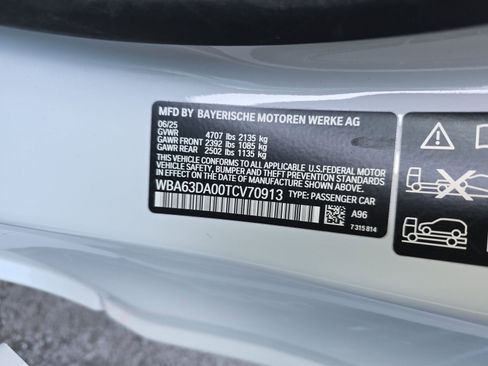 MFD BY BAYERISCHE MOTOREN WERKE AG
06/25
GVWR 4707 lbs 2135 kg
GAWR FRONT 2392 lbs 1085 kg
GAWR REAR 2502 lbs 1135 kg
THIS VEHICLE CONFORMS TO ALL APPLICABLE U.S. FEDERAL MOTOR
VEHICLE SAFETY, BUMPER, AND THEFT PREVENTION STANDARDS
IN EFFECT ON THE DATE OF MANUFACTURE SHOWN ABOVE.
WBA63DA00TCV70913 TYPE: PASSENGER CAR
A96
7 315 814